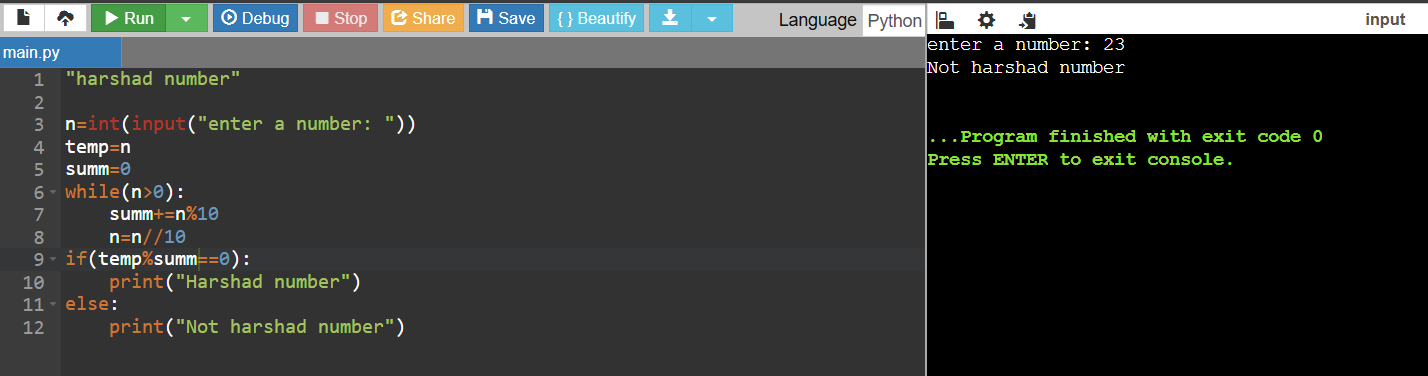 Run Debug Stop Share Save { } Beautify Language Python
input
main.py
1 "harshad number"
2
3 n=int(input("enter a number: "))
4 temp=n
5 summ=0
6 while(n>0):
7     summ+=n%10
8     n=n//10
9 if(temp%summ==0):
10     print("Harshad number")
11 else:
12     print("Not harshad number")
enter a number: 23
Not harshad number
...Program finished with exit code 0
Press ENTER to exit console.